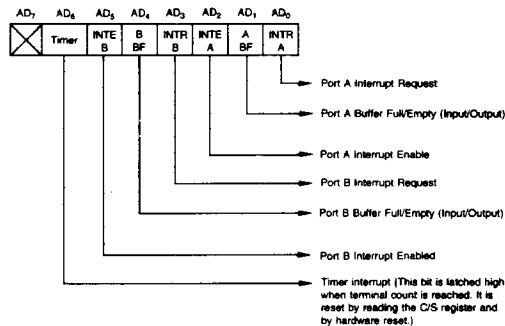 AD₇ AD₆ AD₅ AD₄ AD₃ AD₂ AD₁ AD₀
Timer INTE B B BF INTR B INTE A A BF INTR A
Port A Interrupt Request
Port A Buffer Full/Empty (Input/Output)
Port A Interrupt Enable
Port B Interrupt Request
Port B Buffer Full/Empty (Input/Output)
Port B Interrupt Enabled
Timer interrupt (This bit is latched high
when terminal count is reached. It is
reset by reading the C/S register and
by hardware reset.)